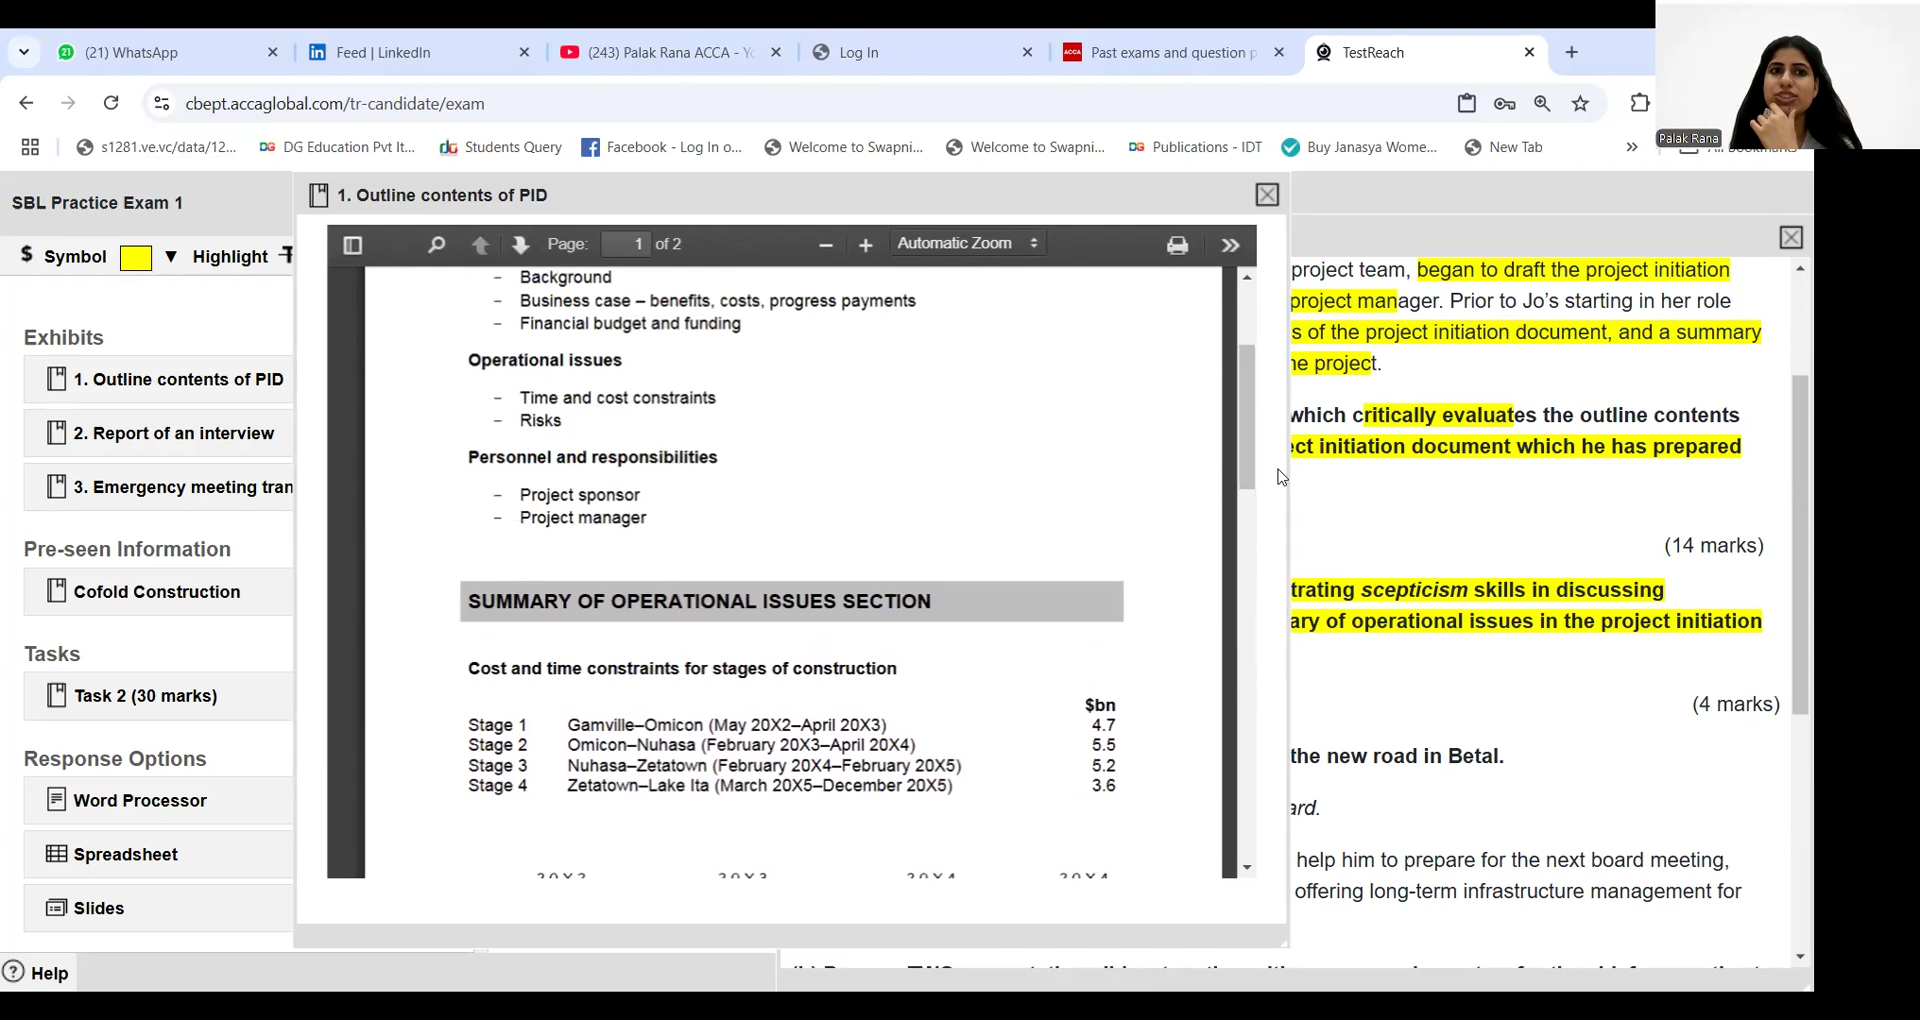 (21) WhatsApp
Feed | LinkedIn
(243) Palak Rana ACCA - Yo
Log In
Past exams and question p
TestReach
cbept.accaglobal.com/tr-candidate/exam
Palak Rana
s1281.ve.vc/data/12...
DG Education Pvt It...
Students Query
Facebook - Log In o...
Welcome to Swapni...
Welcome to Swapni...
Publications - IDT
Buy Janasya Wome...
New Tab
SBL Practice Exam 1
$ Symbol
Highlight
Exhibits
1. Outline contents of PID
2. Report of an interview
3. Emergency meeting tran
Pre-seen Information
Cofold Construction
Tasks
Task 2 (30 marks)
Response Options
Word Processor
Spreadsheet
Slides
Help
1. Outline contents of PID
Page: 1 of 2
Automatic Zoom
– Background
– Business case – benefits, costs, progress payments
– Financial budget and funding
Operational issues
– Time and cost constraints
– Risks
Personnel and responsibilities
– Project sponsor
– Project manager
SUMMARY OF OPERATIONAL ISSUES SECTION
Cost and time constraints for stages of construction
$bn
Stage 1 Gamville–Omicon (May 20X2–April 20X3) 4.7
Stage 2 Omicon–Nuhasa (February 20X3–April 20X4) 5.5
Stage 3 Nuhasa–Zetatown (February 20X4–February 20X5) 5.2
Stage 4 Zetatown–Lake Ita (March 20X5–December 20X5) 3.6
project team, began to draft the project initiation
project manager. Prior to Jo's starting in her role
s of the project initiation document, and a summary
he project.
which critically evaluates the outline contents
ect initiation document which he has prepared
(14 marks)
trating scepticism skills in discussing
ary of operational issues in the project initiation
(4 marks)
the new road in Betal.
ard.
help him to prepare for the next board meeting,
offering long-term infrastructure management for